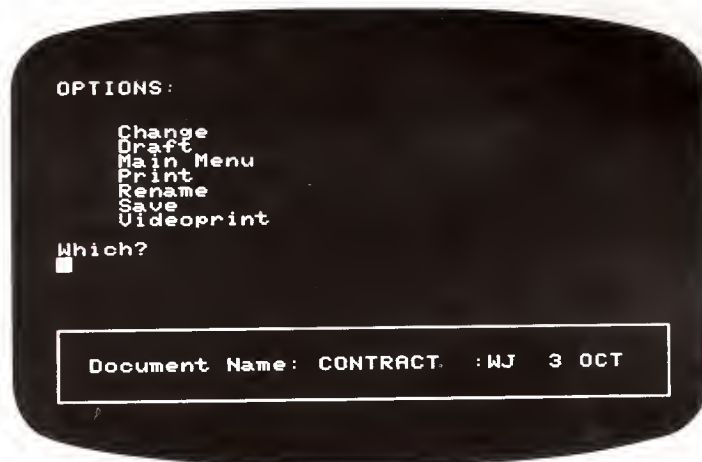 OPTIONS:
Change
Draft
Main Menu
Print
Rename
Save
Videoprint
Which?
Document Name: CONTRACT :WJ 3 OCT